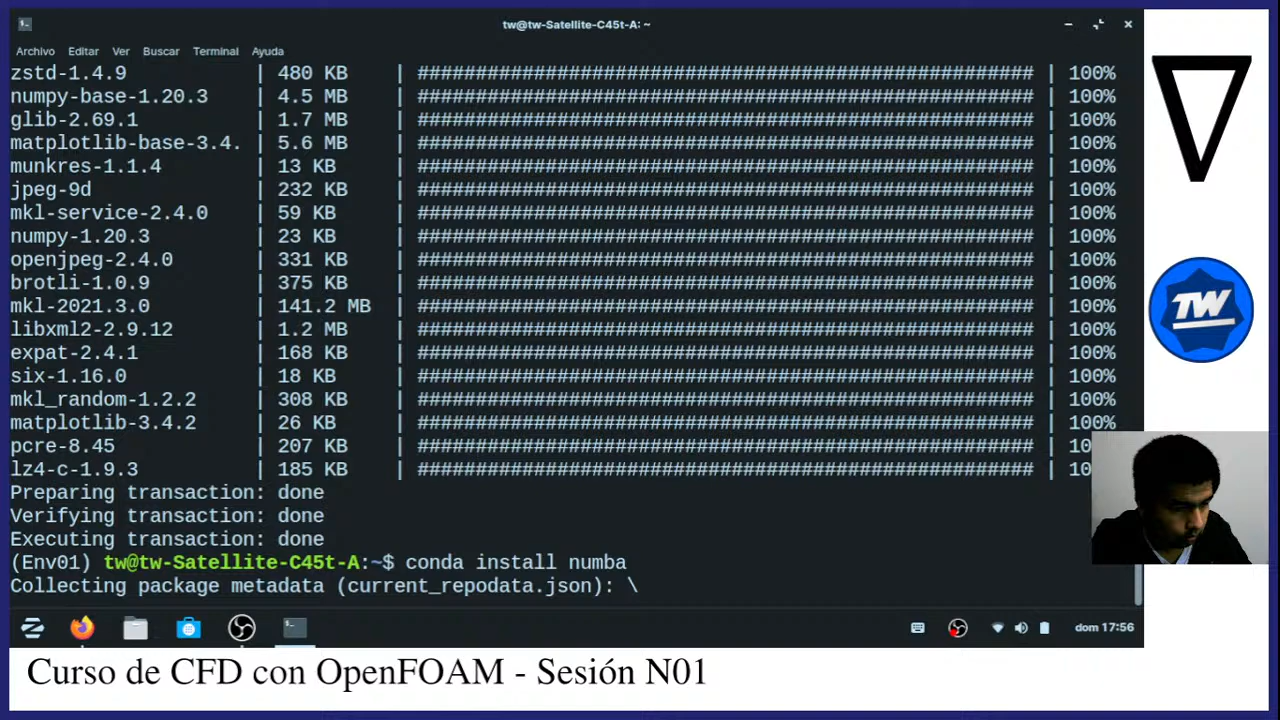 tw@tw-Satellite-C45t-A: ~
Archivo Editar Ver Buscar Terminal Ayuda
zstd-1.4.9 | 480 KB | ##################################################### | 100%
numpy-base-1.20.3 | 4.5 MB | ##################################################### | 100%
glib-2.69.1 | 1.7 MB | ##################################################### | 100%
matplotlib-base-3.4. | 5.6 MB | ##################################################### | 100%
munkres-1.1.4 | 13 KB | ##################################################### | 100%
jpeg-9d | 232 KB | ##################################################### | 100%
mkl-service-2.4.0 | 59 KB | ##################################################### | 100%
numpy-1.20.3 | 23 KB | ##################################################### | 100%
openjpeg-2.4.0 | 331 KB | ##################################################### | 100%
brotli-1.0.9 | 375 KB | ##################################################### | 100%
mkl-2021.3.0 | 141.2 MB | ##################################################### | 100%
libxml2-2.9.12 | 1.2 MB | ##################################################### | 100%
expat-2.4.1 | 168 KB | ##################################################### | 100%
six-1.16.0 | 18 KB | ##################################################### | 100%
mkl_random-1.2.2 | 308 KB | ##################################################### | 100%
matplotlib-3.4.2 | 26 KB | ##################################################### | 100%
pcre-8.45 | 207 KB | ##################################################### | 10
lz4-c-1.9.3 | 185 KB | ##################################################### | 10
Preparing transaction: done
Verifying transaction: done
Executing transaction: done
(Env01) tw@tw-Satellite-C45t-A:~$ conda install numba
Collecting package metadata (current_repodata.json): \
dom 17:56
TW
Curso de CFD con OpenFOAM - Sesión N01